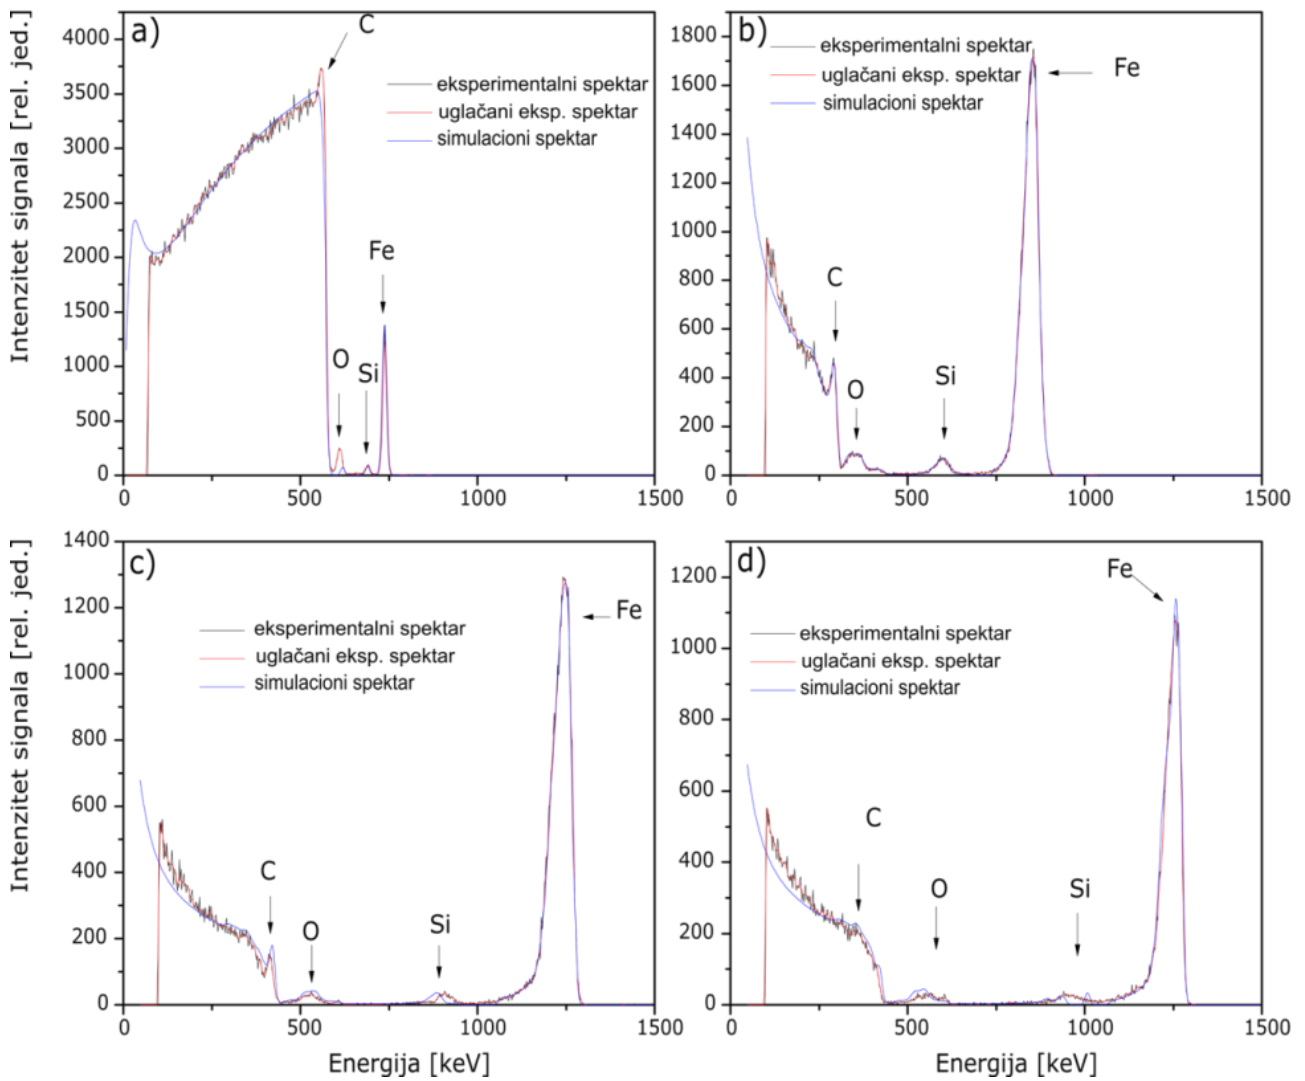 a)
C
eksperimentalni spektar
uglačani eksp. spektar
simulacioni spektar
Fe
O
Si
Intenzitet signala [rel. jed.]
4000
3500
3000
2500
2000
1500
1000
500
0
0
500
1000
1500
b)
eksperimentalni spektar
uglačani eksp. spektar
simulacioni spektar
Fe
C
O
Si
1800
1600
1400
1200
1000
800
600
400
200
0
0
500
1000
1500
c)
eksperimentalni spektar
uglačani eksp. spektar
simulacioni spektar
Fe
C
O
Si
Intenzitet signala [rel. jed.]
1400
1200
1000
800
600
400
200
0
0
500
1000
1500
Energija [keV]
d)
Fe
eksperimentalni spektar
uglačani eksp. spektar
simulacioni spektar
C
O
Si
1200
1000
800
600
400
200
0
0
500
1000
1500
Energija [keV]